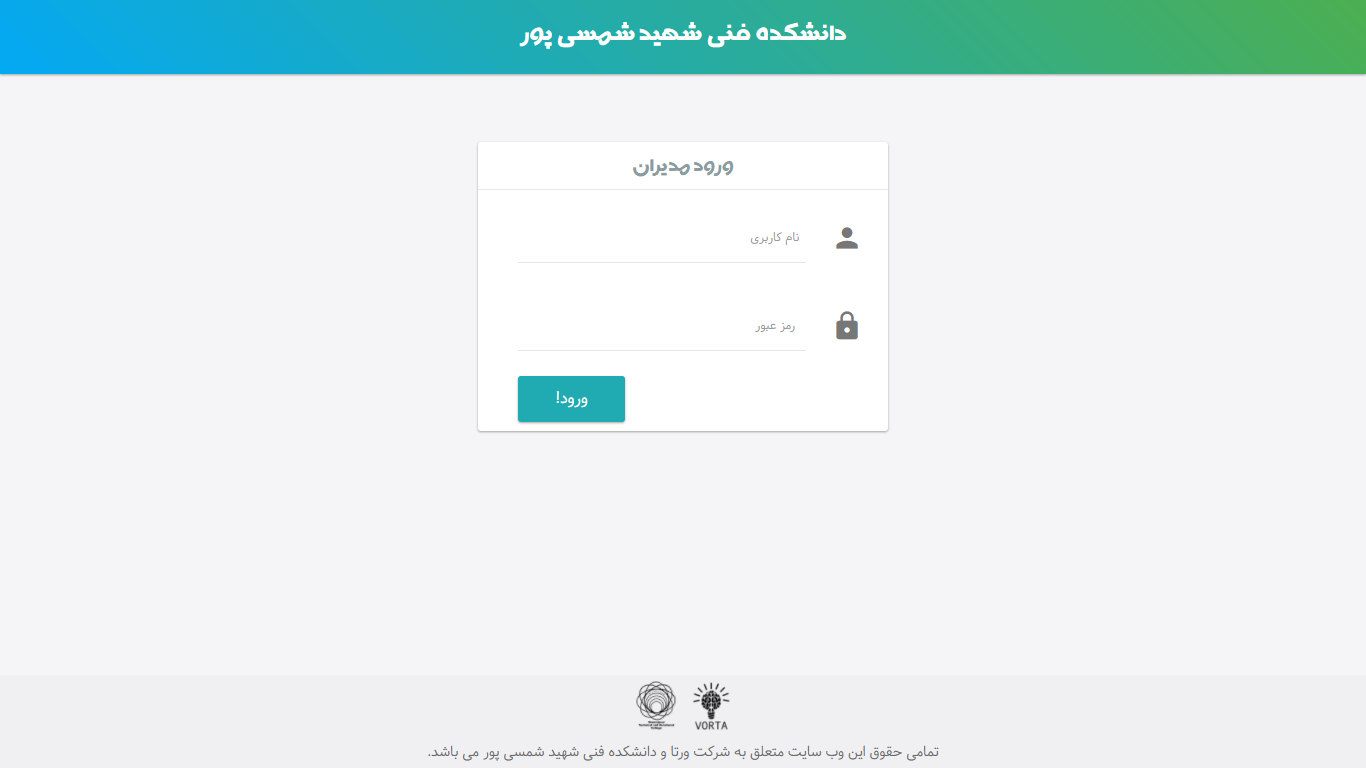 دانشکده فنی شهید شمسی پور
ورود مدیران
نام کاربری
رمز عبور
ورود!
VORTA
تمامی حقوق این وب سایت متعلق به شرکت ورتا و دانشکده فنی شهید شمسی پور می باشد.